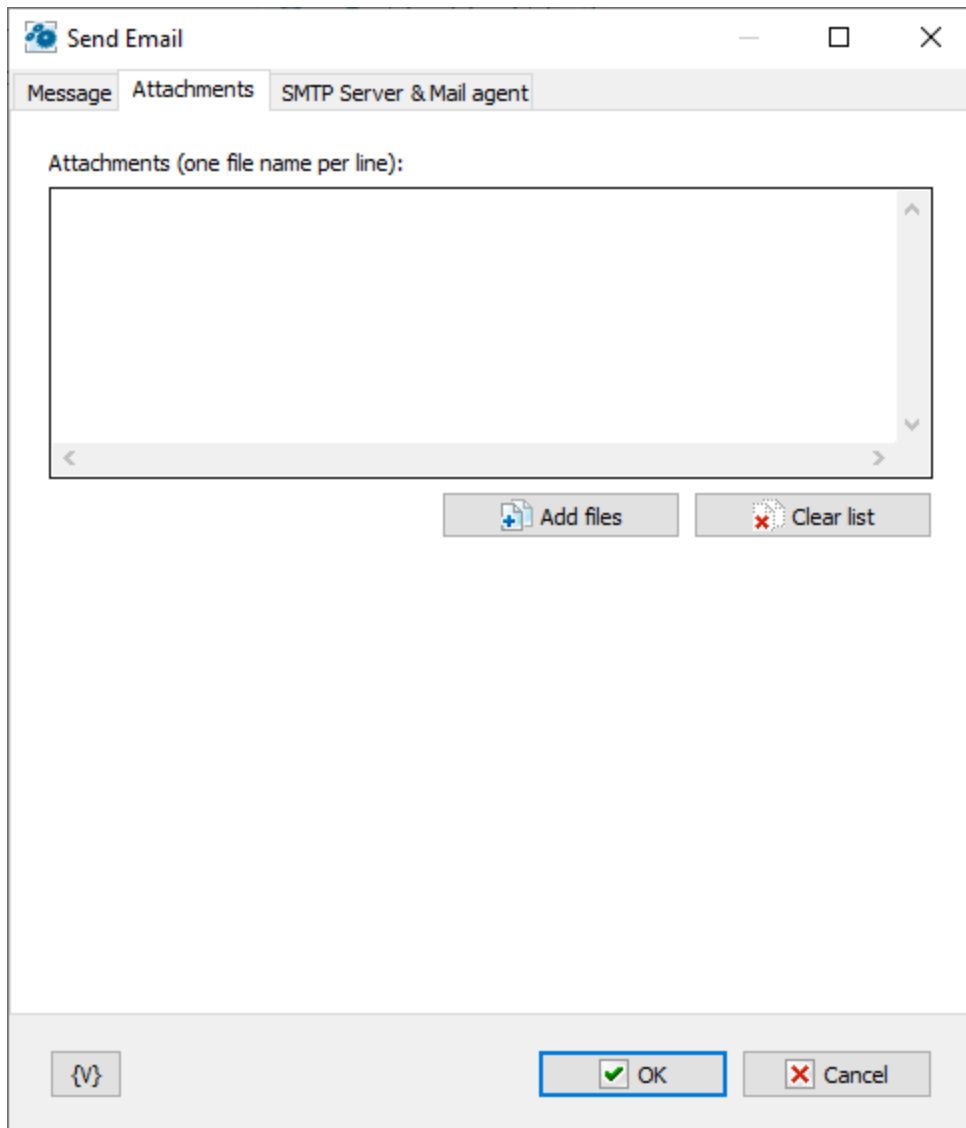 Send Email
Message Attachments SMTP Server & Mail agent
Attachments (one file name per line):
Add files Clear list
{V} OK Cancel